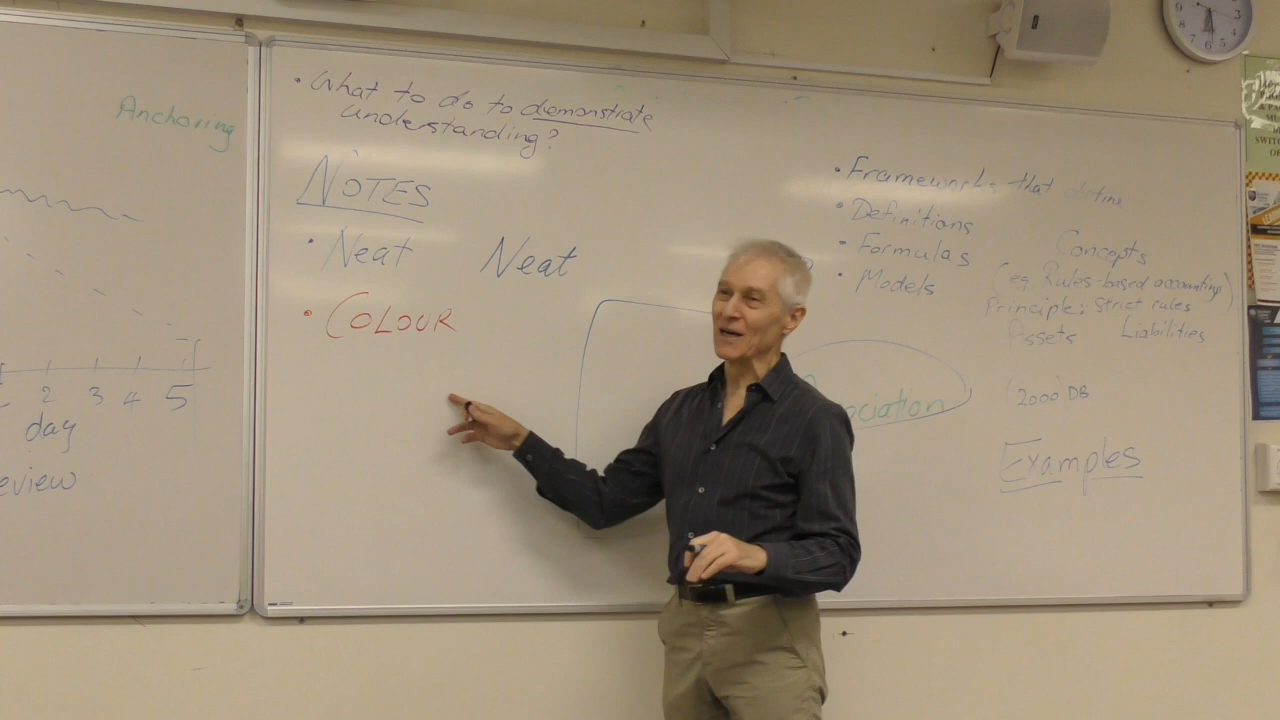 Anchoring
2 3 4 5
day
eview
• What to do to demonstrate
understanding?
NOTES
• Neat Neat
• COLOUR
• Frameworks that
• Definitions
• Formulas
• Models
Concepts
(eg Rules-based accounting)
Principle: Strict rules
Assets Liabilities
(2000) DB
ociation
Examples